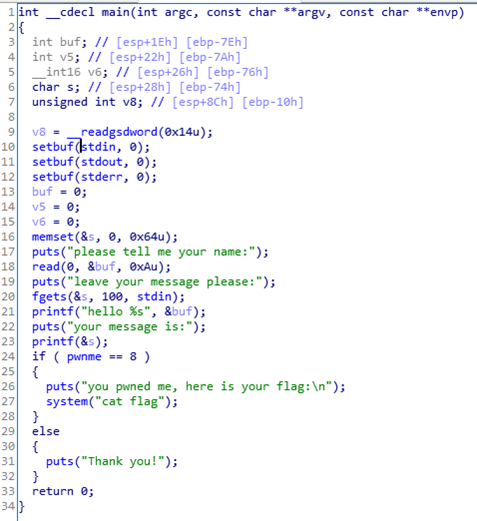 1 int __cdecl main(int argc, const char **argv, const char **envp)
2 {
3   int buf; // [esp+1Eh] [ebp-7Eh]
4   int v5; // [esp+22h] [ebp-7Ah]
5   __int16 v6; // [esp+26h] [ebp-76h]
6   char s; // [esp+28h] [ebp-74h]
7   unsigned int v8; // [esp+8Ch] [ebp-10h]
8
9   v8 = __readgsdword(0x14u);
10   setbuf(stdin, 0);
11   setbuf(stdout, 0);
12   setbuf(stderr, 0);
13   buf = 0;
14   v5 = 0;
15   v6 = 0;
16   memset(&s, 0, 0x64u);
17   puts("please tell me your name:");
18   read(0, &buf, 0xAu);
19   puts("leave your message please:");
20   fgets(&s, 100, stdin);
21   printf("hello %s", &buf);
22   puts("your message is:");
23   printf(&s);
24   if ( pwnme == 8 )
25   {
26     puts("you pwned me, here is your flag:\n");
27     system("cat flag");
28   }
29   else
30   {
31     puts("Thank you!");
32   }
33   return 0;
34 }